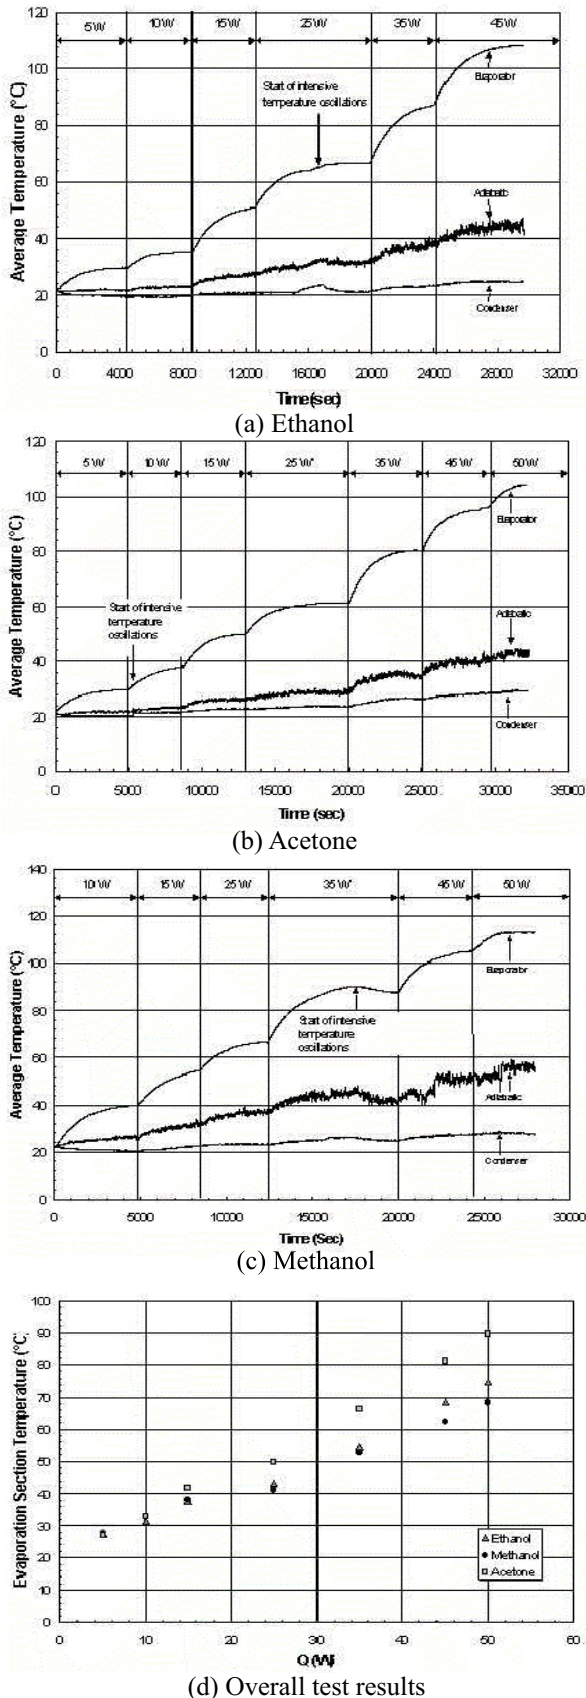 120
5 W 10 W 15 W 25 W 35 W 45 W
100
Evaporator
Start of intensive
temperature oscillations
80
60
Adiabatic
40
20
Condenser
0
Average Temperature (°C)
0 4000 8000 12000 16000 20000 24000 28000 32000
Time(sec)
(a) Ethanol
120
5 W 10 W 15 W 25 W 35 W 45 W 50 W
100
Evaporator
80
60
Start of intensive
temperature
oscillations
Adiabatic
40
20
Condenser
0
Average Temperature (°C)
0 5000 10000 15000 20000 25000 30000 35000
Time (sec)
(b) Acetone
140
10 W 15 W 25 W 35 W 45 W 50 W
120
100
Evaporator
80
Start of intensive
temperature
oscillations
60
Adiabatic
40
20
Condenser
0
Average Temperature (°C)
0 5000 10000 15000 20000 25000 30000
Time (Sec)
(c) Methanol
100
90
80
70
60
50
40
30
20
10
0
Evaporation Section Temperature (°C)
Ethanol
Methanol
Acetone
0 10 20 30 40 50 60
Q (W)
(d) Overall test results